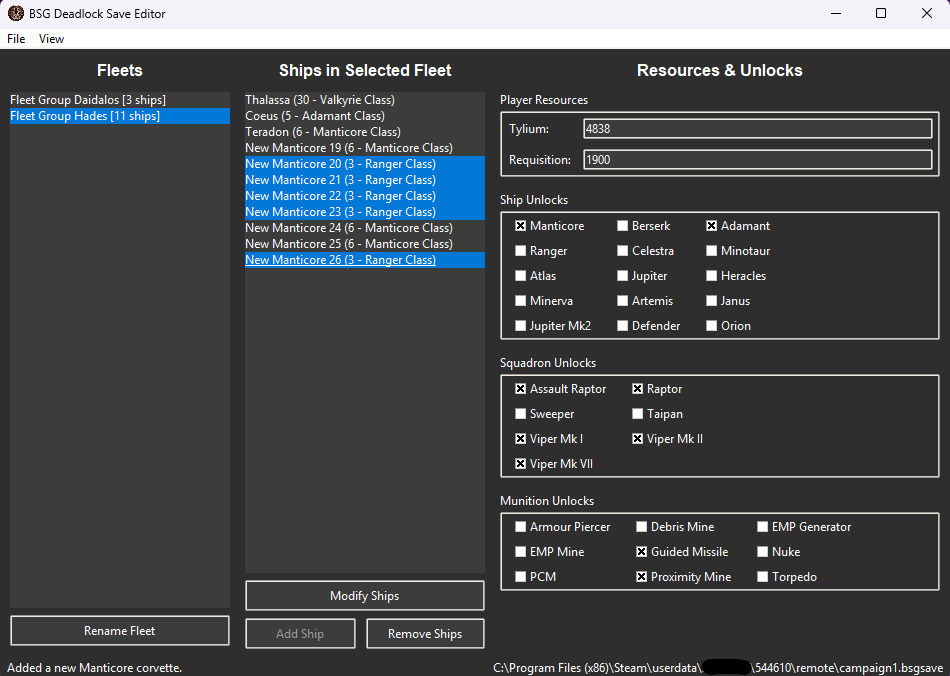 BSG Deadlock Save Editor
File View
Fleets
Fleet Group Daidalos [3 ships]
Fleet Group Hades [11 ships]
Rename Fleet
Ships in Selected Fleet
Thalassa (30 - Valkyrie Class)
Coeus (5 - Adamant Class)
Teradon (6 - Manticore Class)
New Manticore 19 (6 - Manticore Class)
New Manticore 20 (3 - Ranger Class)
New Manticore 21 (3 - Ranger Class)
New Manticore 22 (3 - Ranger Class)
New Manticore 23 (3 - Ranger Class)
New Manticore 24 (6 - Manticore Class)
New Manticore 25 (6 - Manticore Class)
New Manticore 26 (3 - Ranger Class)
Modify Ships
Add Ship Remove Ships
Resources & Unlocks
Player Resources
Tylium: 4838
Requisition: 1900
Ship Unlocks
Manticore Berserk Adamant
Ranger Celestra Minotaur
Atlas Jupiter Heracles
Minerva Artemis Janus
Jupiter Mk2 Defender Orion
Squadron Unlocks
Assault Raptor Raptor
Sweeper Taipan
Viper Mk I Viper Mk II
Viper Mk VII
Munition Unlocks
Armour Piercer Debris Mine EMP Generator
EMP Mine Guided Missile Nuke
PCM Proximity Mine Torpedo
Added a new Manticore corvette.
C:\Program Files (x86)\Steam\userdata\ \544610\remote\campaign1.bsgsave